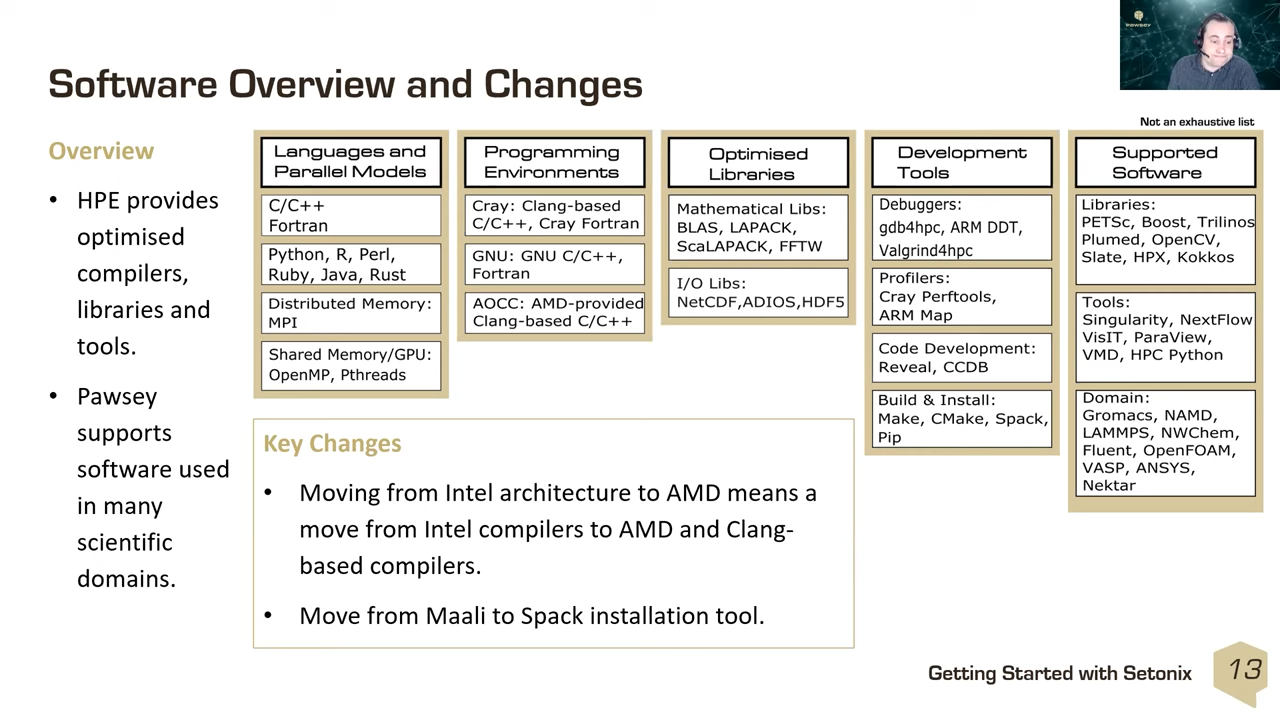 PAWSEY
Software Overview and Changes
Not an exhaustive list
Overview
• HPE provides
optimised
compilers,
libraries and
tools.
• Pawsey
supports
software used
in many
scientific
domains.
Languages and
Parallel Models
C/C++
Fortran
Python, R, Perl,
Ruby, Java, Rust
Distributed Memory:
MPI
Shared Memory/GPU:
OpenMP, Pthreads
Programming
Environments
Cray: Clang-based
C/C++, Cray Fortran
GNU: GNU C/C++,
Fortran
AOCC: AMD-provided
Clang-based C/C++
Optimised
Libraries
Mathematical Libs:
BLAS, LAPACK,
ScaLAPACK, FFTW
I/O Libs:
NetCDF,ADIOS,HDF5
Development
Tools
Debuggers:
gdb4hpc, ARM DDT,
Valgrind4hpc
Profilers:
Cray Perftools,
ARM Map
Code Development:
Reveal, CCDB
Build & Install:
Make, CMake, Spack,
Pip
Supported
Software
Libraries:
PETSc, Boost, Trilinos
Plumed, OpenCV,
Slate, HPX, Kokkos
Tools:
Singularity, NextFlow
VisIT, ParaView,
VMD, HPC Python
Domain:
Gromacs, NAMD,
LAMMPS, NWChem,
Fluent, OpenFOAM,
VASP, ANSYS,
Nektar
Key Changes
• Moving from Intel architecture to AMD means a
move from Intel compilers to AMD and Clang-
based compilers.
• Move from Maali to Spack installation tool.
Getting Started with Setonix
13